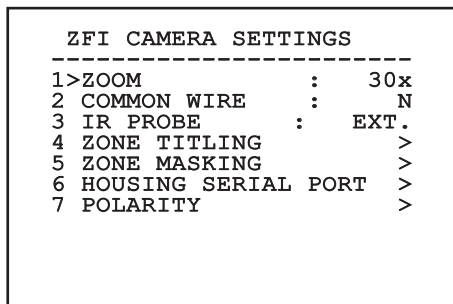 ZFI CAMERA SETTINGS
------------------------
1>ZOOM : 30x
2 COMMON WIRE : N
3 IR PROBE : EXT.
4 ZONE TITLING >
5 ZONE MASKING >
6 HOUSING SERIAL PORT >
7 POLARITY >